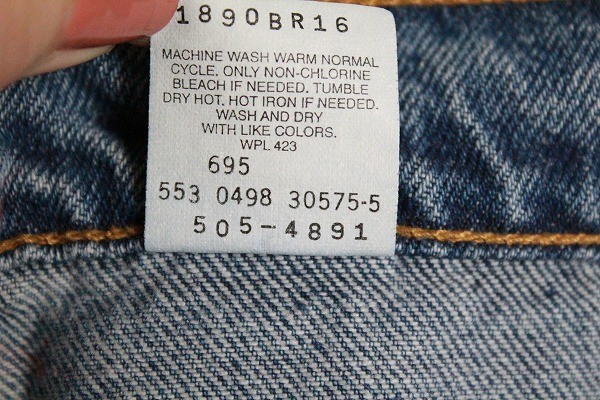 1890BR16
MACHINE WASH WARM NORMAL
CYCLE. ONLY NON-CHLORINE
BLEACH IF NEEDED. TUMBLE
DRY HOT. HOT IRON IF NEEDED.
WASH AND DRY
WITH LIKE COLORS.
WPL 423
695
553 0498 30575-5
505-4891